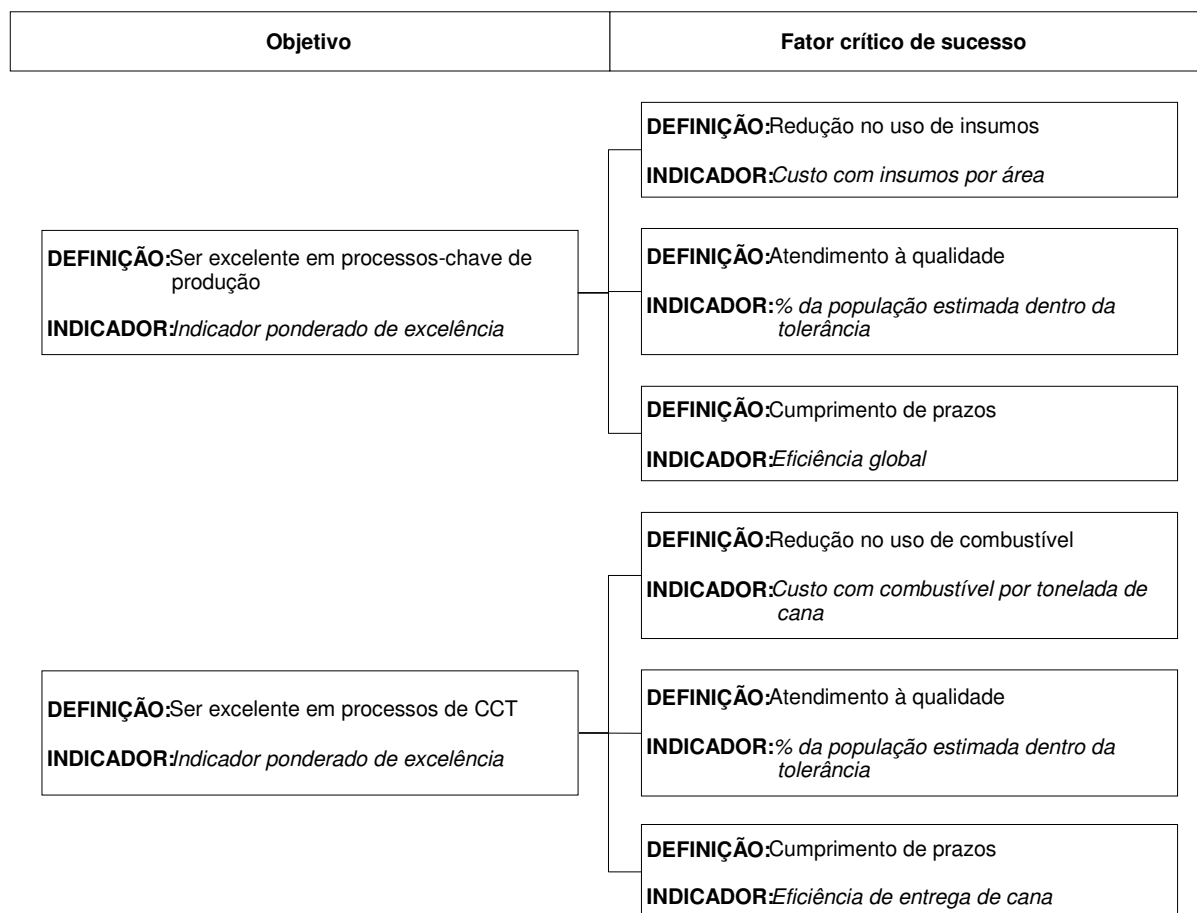 Objetivo
Fator crítico de sucesso
DEFINIÇÃO:Ser excelente em processos-chave de
produção
INDICADOR:Indicador ponderado de excelência
DEFINIÇÃO:Redução no uso de insumos
INDICADOR:Custo com insumos por área
DEFINIÇÃO:Atendimento à qualidade
INDICADOR:% da população estimada dentro da
tolerância
DEFINIÇÃO:Cumprimento de prazos
INDICADOR:Eficiência global
DEFINIÇÃO:Ser excelente em processos de CCT
INDICADOR:Indicador ponderado de excelência
DEFINIÇÃO:Redução no uso de combustível
INDICADOR:Custo com combustível por tonelada de
cana
DEFINIÇÃO:Atendimento à qualidade
INDICADOR:% da população estimada dentro da
tolerância
DEFINIÇÃO:Cumprimento de prazos
INDICADOR:Eficiência de entrega de cana